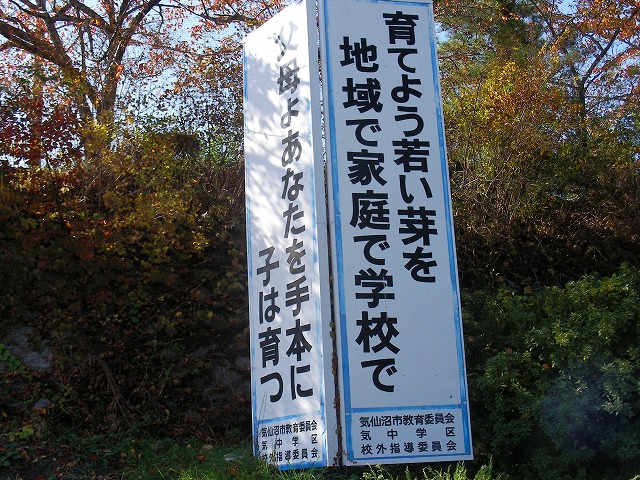 育てよう若い芽を
地域で家庭で学校で
気仙沼市教育委員会
気中学区
校外指導委員会
父母よあなたを手本に
子は育つ
気仙沼市教育委員会
気中学区
校外指導委員会